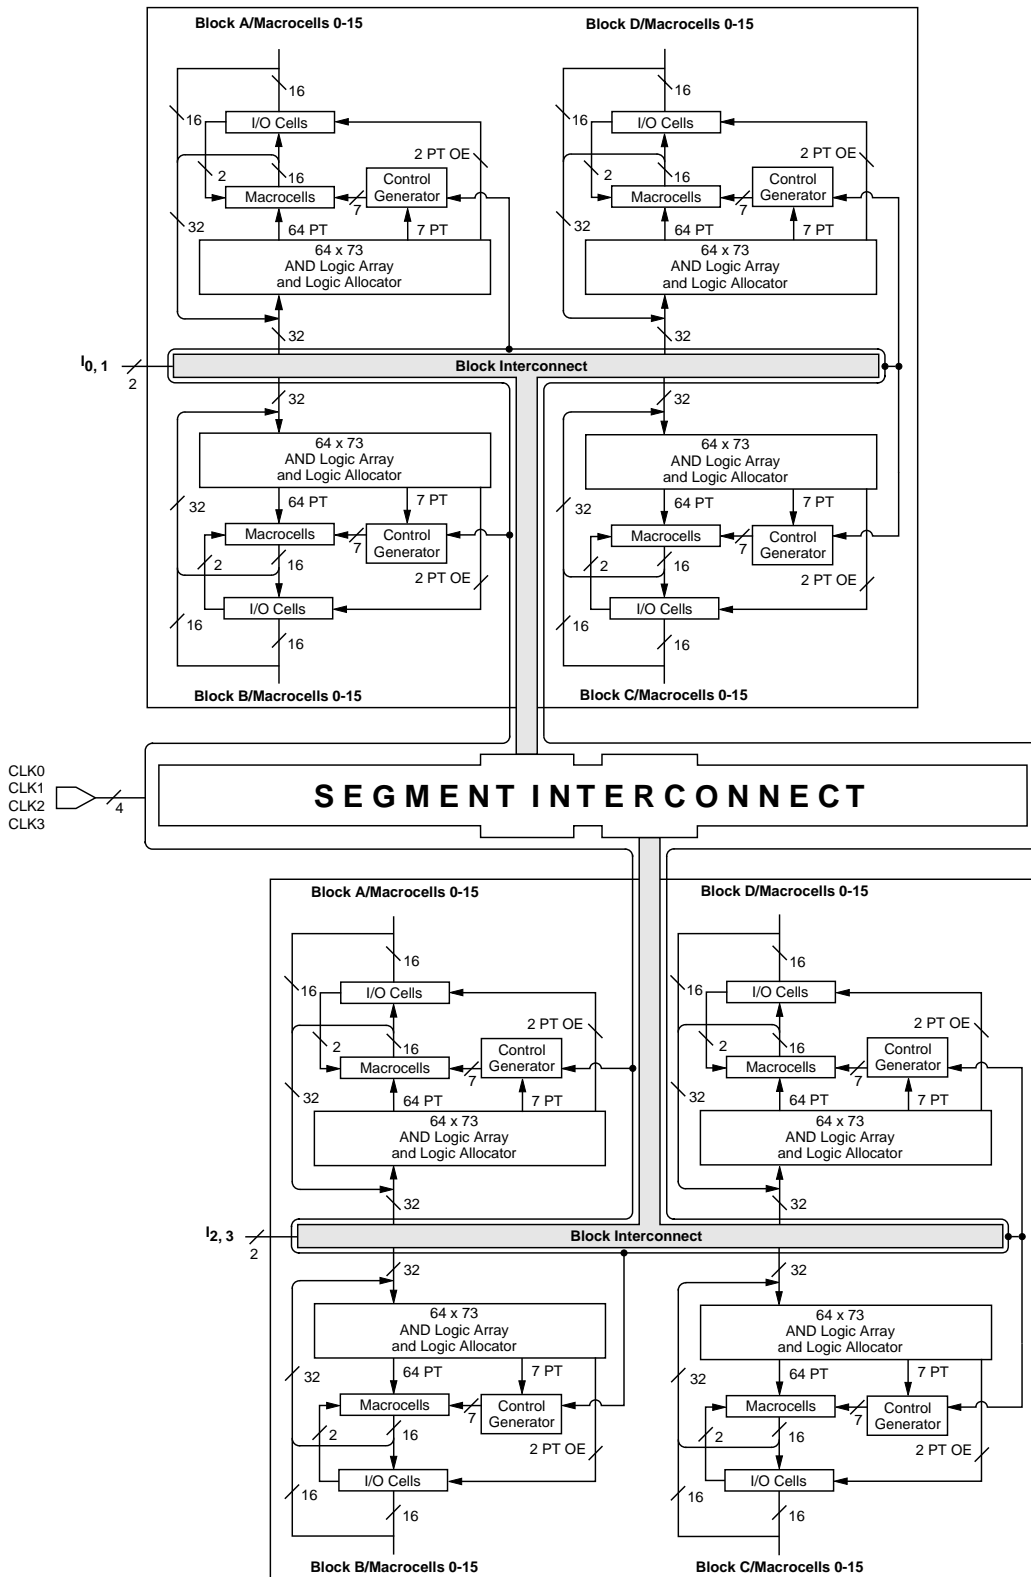 Block A/Macrocells 0-15
Block D/Macrocells 0-15
16
16
16
I/O Cells
16
I/O Cells
2 PT OE
2 PT OE
2
16
Control
Generator
2
16
Control
Generator
Macrocells
7
Macrocells
7
32
64 PT
7 PT
32
64 PT
7 PT
64 x 73
AND Logic Array
and Logic Allocator
64 x 73
AND Logic Array
and Logic Allocator
32
32
I0, 1
2
Block Interconnect
32
32
64 x 73
AND Logic Array
and Logic Allocator
64 x 73
AND Logic Array
and Logic Allocator
32
64 PT
7 PT
32
64 PT
7 PT
Macrocells
7
Control
Generator
Macrocells
7
Control
Generator
2
16
2 PT OE
2
16
2 PT OE
I/O Cells
I/O Cells
16
16
16
16
Block B/Macrocells 0-15
Block C/Macrocells 0-15
CLK0
CLK1
CLK2
CLK3
4
SEGMENT INTERCONNECT
Block A/Macrocells 0-15
Block D/Macrocells 0-15
16
16
16
I/O Cells
16
I/O Cells
2 PT OE
2 PT OE
2
16
Control
Generator
2
16
Control
Generator
Macrocells
7
Macrocells
7
32
64 PT
7 PT
32
64 PT
7 PT
64 x 73
AND Logic Array
and Logic Allocator
64 x 73
AND Logic Array
and Logic Allocator
32
32
I2, 3
2
Block Interconnect
32
32
64 x 73
AND Logic Array
and Logic Allocator
64 x 73
AND Logic Array
and Logic Allocator
32
64 PT
7 PT
32
64 PT
7 PT
Macrocells
7
Control
Generator
Macrocells
7
Control
Generator
2
16
2 PT OE
2
16
2 PT OE
I/O Cells
I/O Cells
16
16
16
16
Block B/Macrocells 0-15
Block C/Macrocells 0-15